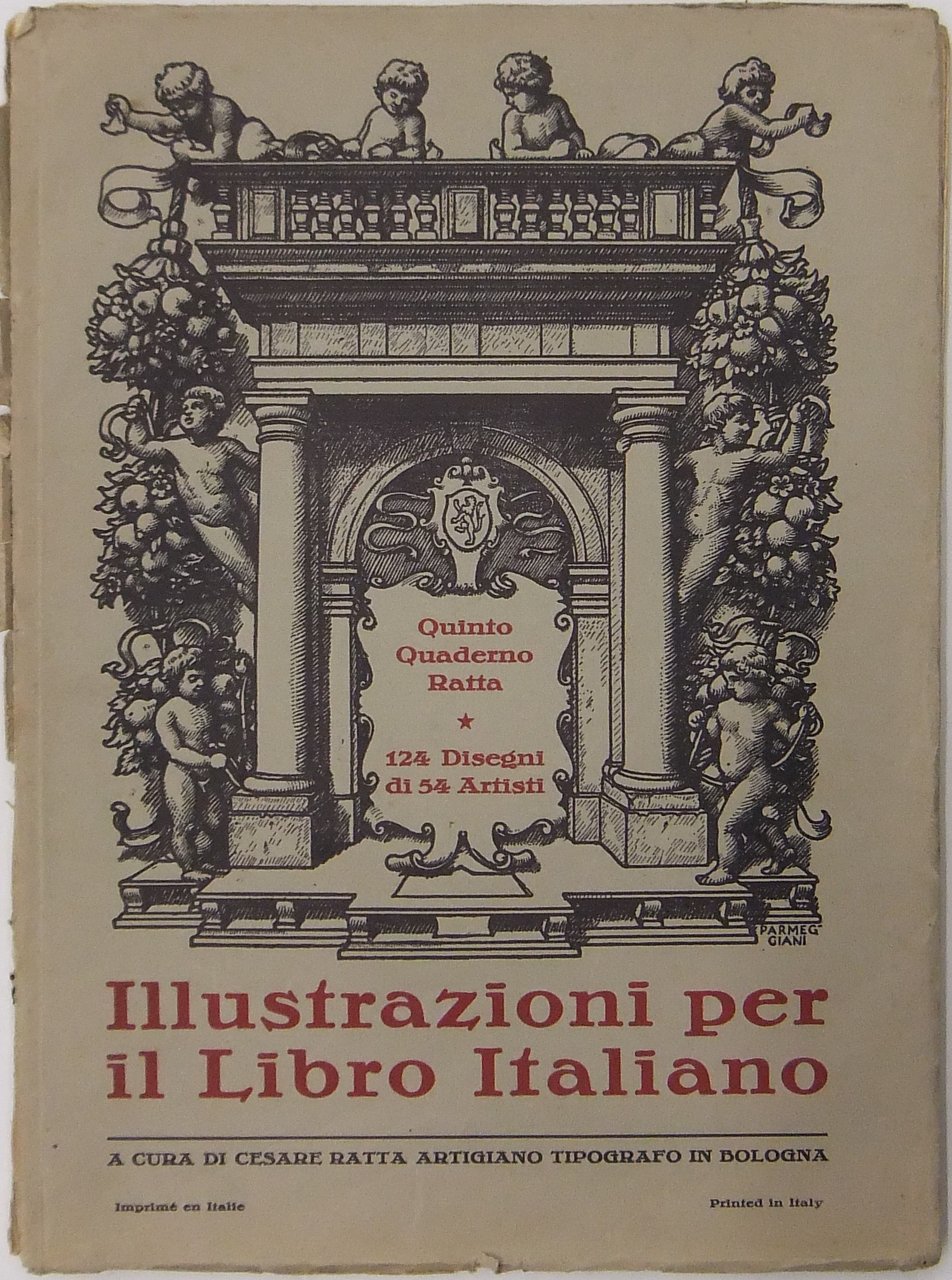 Quinto
Quaderno
Ratta
★
124 Disegni
di 54 Artisti
PARMEG
GIANI
Illustrazioni per
il Libro Italiano
A CURA DI CESARE RATTA ARTIGIANO TIPOGRAFO IN BOLOGNA
Imprimé en Italie
Printed in Italy